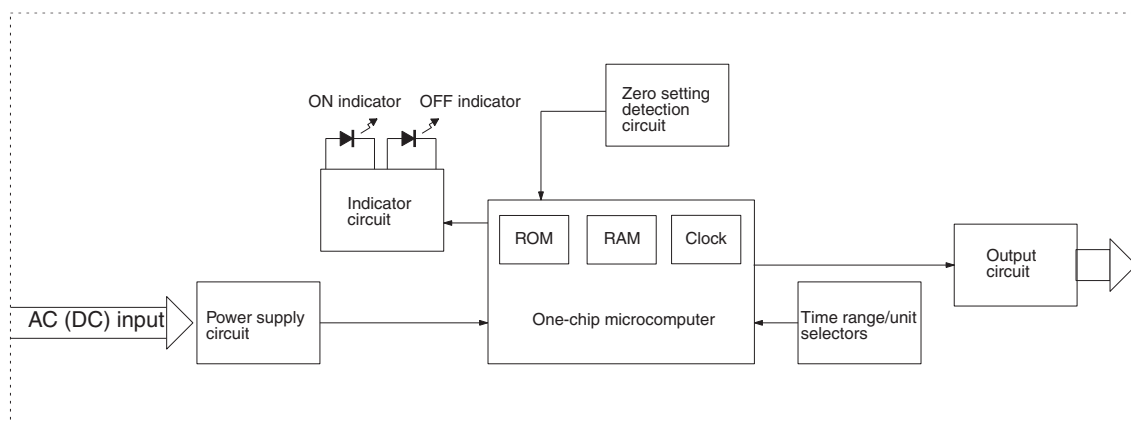 Zero setting
detection
circuit
ON indicator
OFF indicator
Indicator
circuit
ROM
RAM
Clock
One-chip microcomputer
Output
circuit
AC (DC) input
Power supply
circuit
Time range/unit
selectors